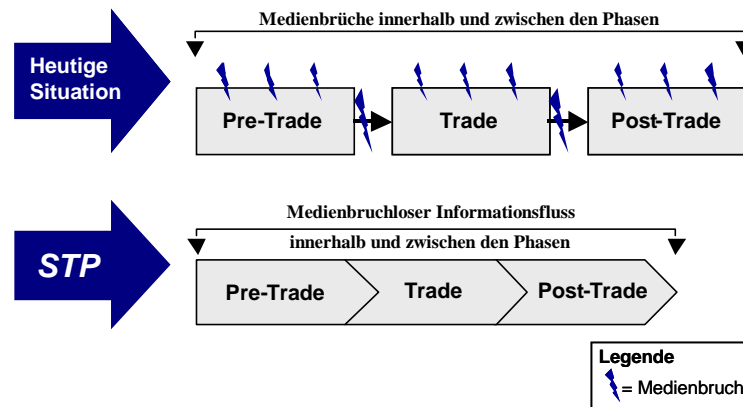 Medienbrüche innerhalb und zwischen den Phasen
Heutige
Situation
Pre-Trade
Trade
Post-Trade
Medienbruchloser Informationsfluss
innerhalb und zwischen den Phasen
STP
Pre-Trade
Trade
Post-Trade
Legende
= Medienbruch